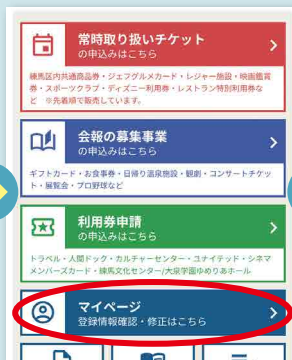 常時取り扱いチケット
の申込みはこちら
練馬区内共通商品券・ジェフグルメカード・レジャー施設・映画鑑賞
券・スポーツクラブ・ディズニー利用券・レストラン特別利用券な
ど ※先着順で販売しています。
会報の募集事業
の申込みはこちら
ギフトカード・お食事券・日帰り温泉施設・観劇・コンサートチケッ
ト・展覧会・プロ野球など
利用券申請
の申込みはこちら
トラベル・人間ドック・カルチャーセンター・ユナイテッド・シネマ
メンバーズカード・練馬文化センター/大泉学園ゆめりあホール
マイページ
登録情報確認・修正はこちら